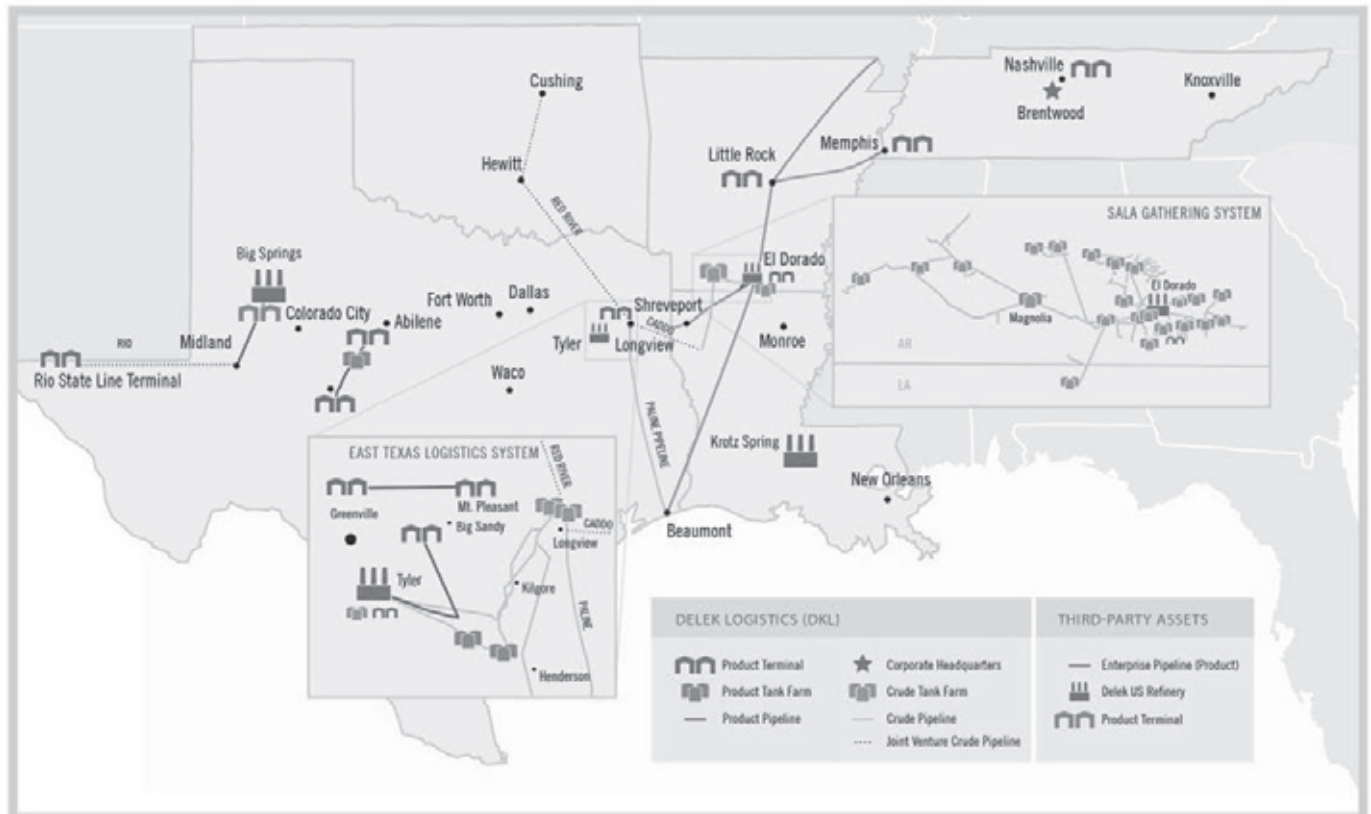 Cushing
Hewitt
RED RIVER
Nashville
Brentwood
Knoxville
Memphis
Little Rock
El Dorado
Big Springs
Colorado City
Midland
RIO
Rio State Line Terminal
Abilene
Fort Worth
Dallas
Waco
Tyler
Longview
Shreveport
CADDO
Monroe
PALINE PIPELINE
Krotz Spring
New Orleans
Beaumont
SALA GATHERING SYSTEM
El Dorado
Magnolia
AR
LA
EAST TEXAS LOGISTICS SYSTEM
RED RIVER
Greenville
Mt. Pleasant
Big Sandy
CADDO
Longview
Tyler
Kilgore
PALINE
Henderson
DELEK LOGISTICS (DKL)
Product Terminal
Product Tank Farm
Product Pipeline
Corporate Headquarters
Crude Tank Farm
Crude Pipeline
Joint Venture Crude Pipeline
THIRD-PARTY ASSETS
Enterprise Pipeline (Product)
Delek US Refinery
Product Terminal